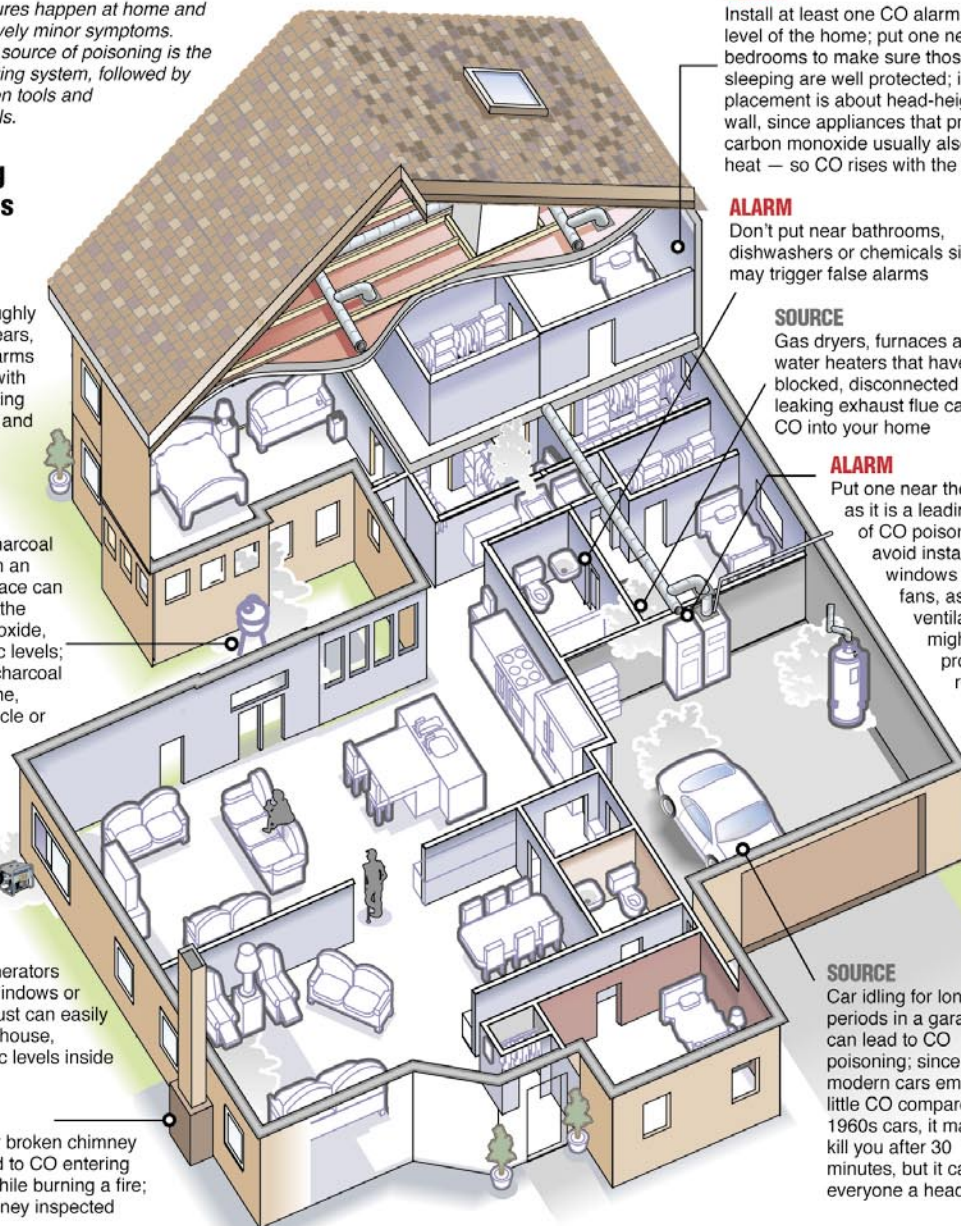 ures happen at home and
vely minor symptoms.
source of poisoning is the
ing system, followed by
en tools and
ls.
g
s
ughly
ears,
arms
with
ing
and
harcoal
n an
ace can
the
oxide,
c levels;
charcoal
ne,
cle or
nerators
indows or
ust can easily
house,
c levels inside
broken chimney
d to CO entering
while burning a fire;
ney inspected
Install at least one CO alarm
level of the home; put one ne
bedrooms to make sure thos
sleeping are well protected; i
placement is about head-heig
wall, since appliances that pr
carbon monoxide usually also
heat — so CO rises with the
ALARM
Don't put near bathrooms,
dishwashers or chemicals si
may trigger false alarms
SOURCE
Gas dryers, furnaces a
water heaters that have
blocked, disconnected
leaking exhaust flue ca
CO into your home
ALARM
Put one near the
as it is a leadin
of CO poison
avoid insta
windows
fans, as
ventila
migh
pro
r
SOURCE
Car idling for lon
periods in a gara
can lead to CO
poisoning; since
modern cars em
little CO compare
1960s cars, it ma
kill you after 30
minutes, but it ca
everyone a head